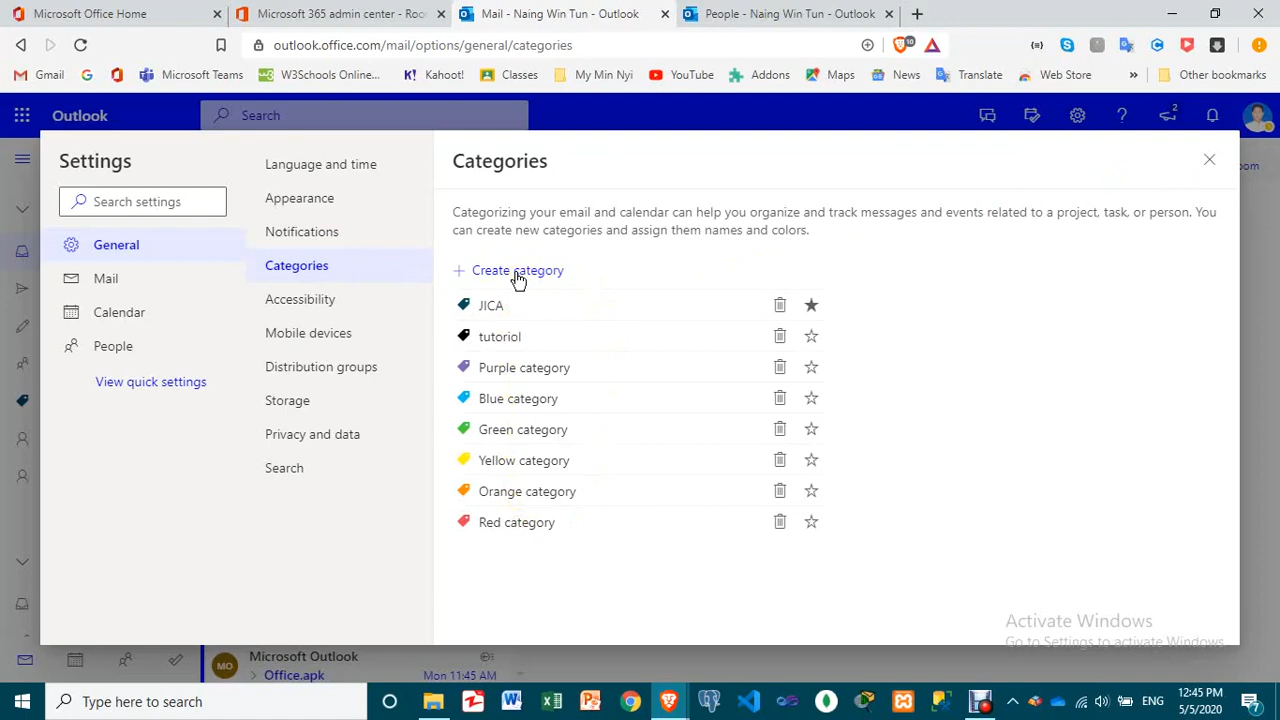 Microsoft Office Home
Microsoft 365 admin center - Roo
Mail - Naing Win Tun - Outlook
People - Naing Win Tun - Outlook
outlook.office.com/mail/options/general/categories
10
Gmail
Microsoft Teams
W3Schools Online...
Kahoot!
Classes
My Min Nyi
YouTube
Addons
Maps
News
Translate
Web Store
Other bookmarks
Outlook
Search
2
Settings
Search settings
General
Mail
Calendar
People
View quick settings
Language and time
Appearance
Notifications
Categories
Accessibility
Mobile devices
Distribution groups
Storage
Privacy and data
Search
Categories
Categorizing your email and calendar can help you organize and track messages and events related to a project, task, or person. You
can create new categories and assign them names and colors.
Create category
JICA
tutoriol
Purple category
Blue category
Green category
Yellow category
Orange category
Red category
oom
Activate Windows
Go to Settings to activate Windows.
MO
Microsoft Outlook
> Office.apk
Mon 11:45 AM
Type here to search
ENG
12:45 PM
5/5/2020
7